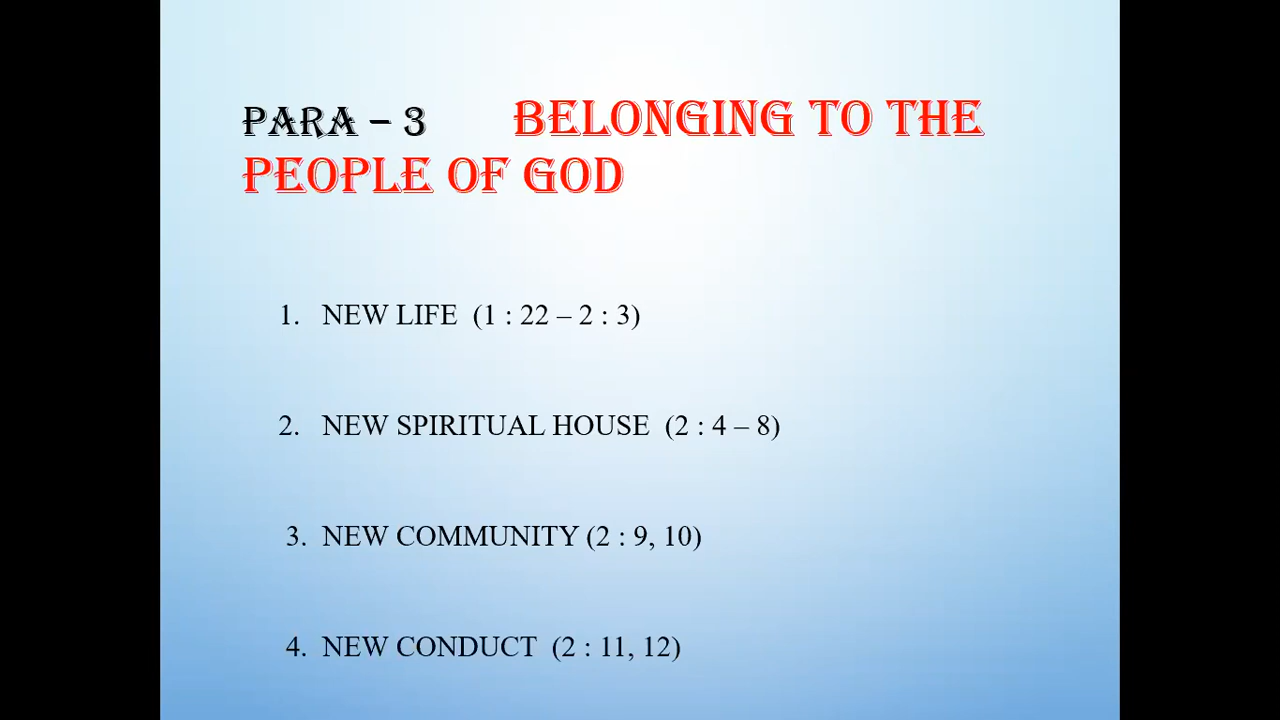 PARA – 3 BELONGING TO THE
PEOPLE OF GOD
1. NEW LIFE (1 : 22 – 2 : 3)
2. NEW SPIRITUAL HOUSE (2 : 4 – 8)
3. NEW COMMUNITY (2 : 9, 10)
4. NEW CONDUCT (2 : 11, 12)